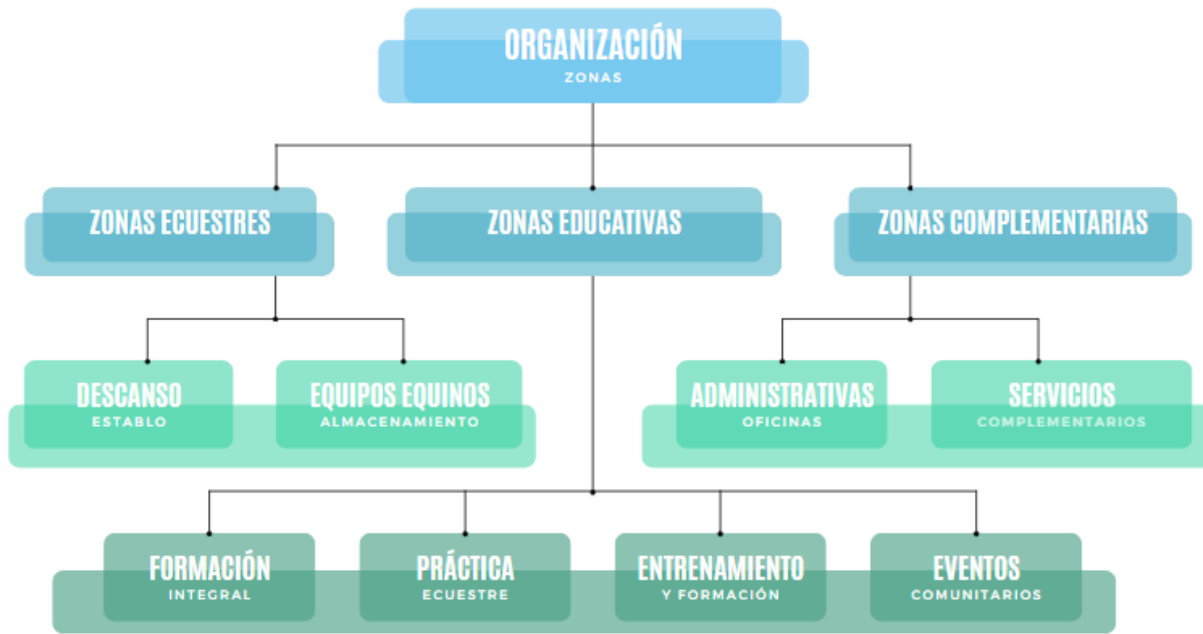 ORGANIZACIÓN
ZONAS
ZONAS ECUESTRES
ZONAS EDUCATIVAS
ZONAS COMPLEMENTARIAS
DESCANSO
ESTABLO
EQUIPOS EQUINOS
ALMACENAMIENTO
ADMINISTRATIVAS
OFICINAS
SERVICIOS
COMPLEMENTARIOS
FORMACIÓN
INTEGRAL
PRÁCTICA
ECUESTRE
ENTRENAMIENTO
Y FORMACIÓN
EVENTOS
COMUNITARIOS